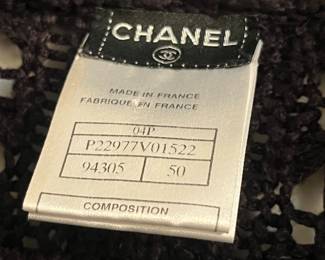 CHANEL
MADE IN FRANCE
FABRIQUE EN FRANCE
04P
P22977V01522
94305 50
COMPOSITION